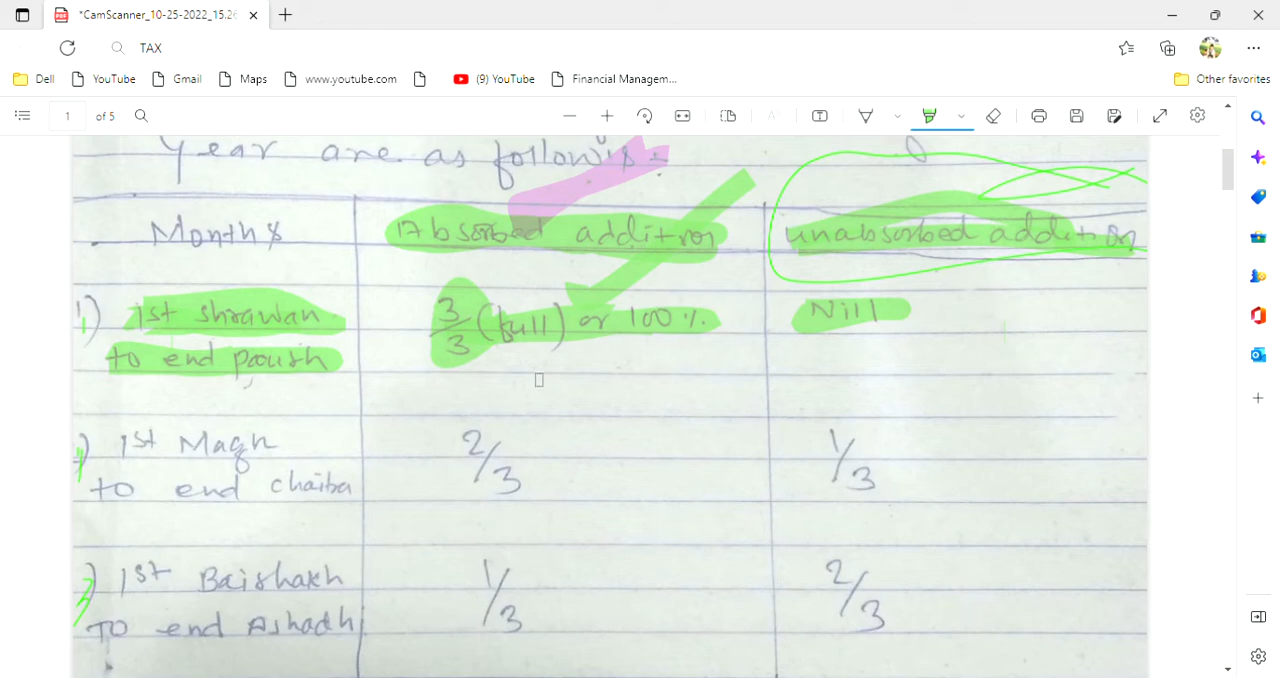 *CamScanner_10-25-2022_15.26
TAX
Dell YouTube Gmail Maps www.youtube.com (9) YouTube Financial Managem... Other favorites
1 of 5
Year are as follow's :
Months Absorbed addition unabsorbed addition
1) 1st Shrawan 3/3 (full) or 100%. Nill
to end poush
2) 1st Magh 2/3 1/3
to end chaitra
3) 1st Baishakh 1/3 2/3
To end Ashadh